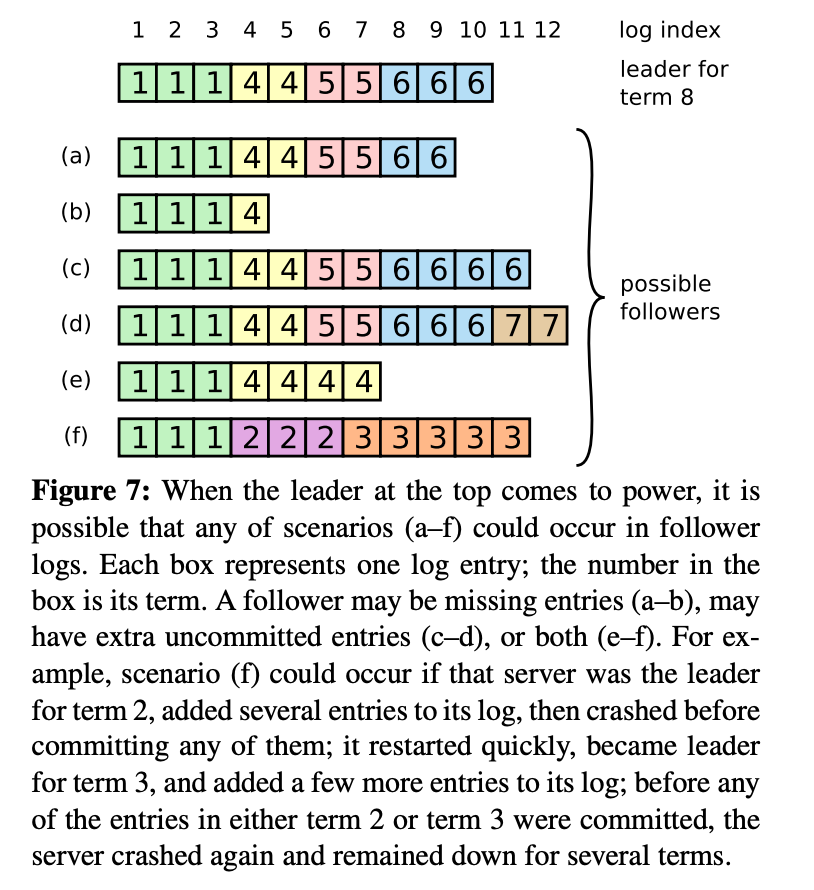 1 2 3 4 5 6 7 8 9 10 11 12 log index
1 1 1 4 4 5 5 6 6 6 leader for
term 8
(a) 1 1 1 4 4 5 5 6 6
(b) 1 1 1 4
(c) 1 1 1 4 4 5 5 6 6 6 6
(d) 1 1 1 4 4 5 5 6 6 6 7 7
(e) 1 1 1 4 4 4 4
(f) 1 1 1 2 2 2 3 3 3 3 3
possible
followers
Figure 7: When the leader at the top comes to power, it is
possible that any of scenarios (a–f) could occur in follower
logs. Each box represents one log entry; the number in the
box is its term. A follower may be missing entries (a–b), may
have extra uncommitted entries (c–d), or both (e–f). For ex-
ample, scenario (f) could occur if that server was the leader
for term 2, added several entries to its log, then crashed before
committing any of them; it restarted quickly, became leader
for term 3, and added a few more entries to its log; before any
of the entries in either term 2 or term 3 were committed, the
server crashed again and remained down for several terms.